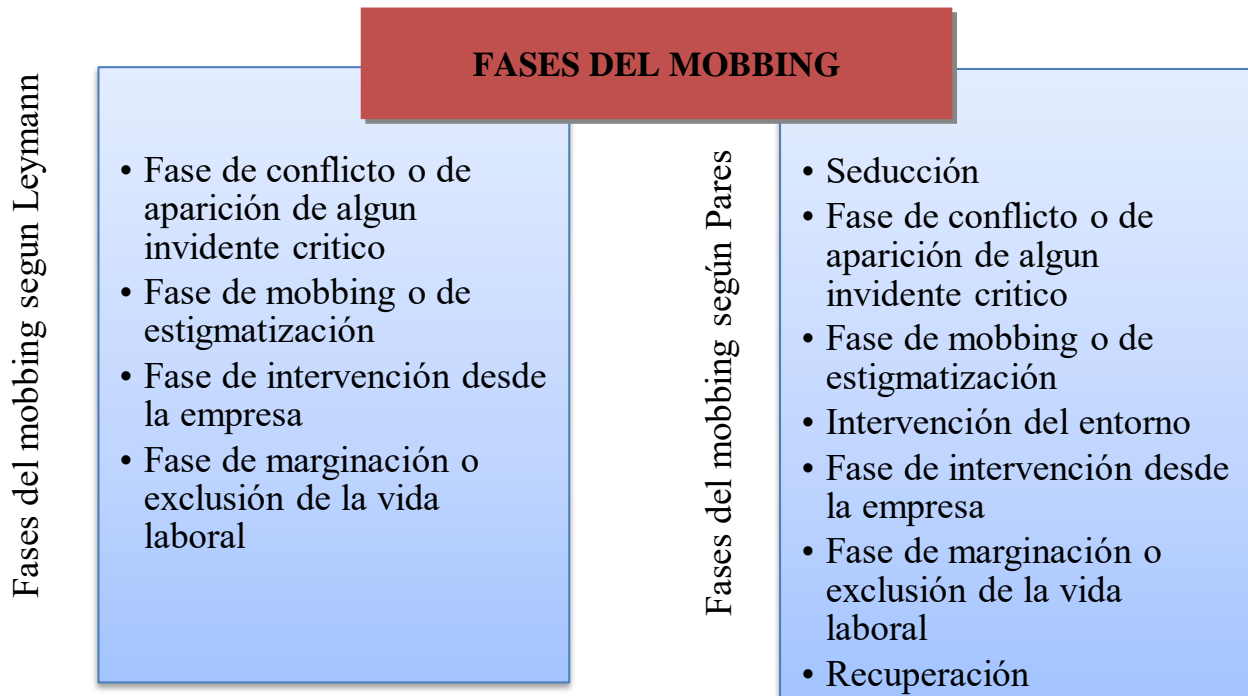 FASES DEL MOBBING
Fases del mobbing segun Leymann
• Fase de conflicto o de
aparición de algun
invidente critico
• Fase de mobbing o de
estigmatización
• Fase de intervención desde
la empresa
• Fase de marginación o
exclusión de la vida
laboral
Fases del mobbing según Pares
• Seducción
• Fase de conflicto o de
aparición de algun
invidente critico
• Fase de mobbing o de
estigmatización
• Intervención del entorno
• Fase de intervención desde
la empresa
• Fase de marginación o
exclusión de la vida
laboral
• Recuperación